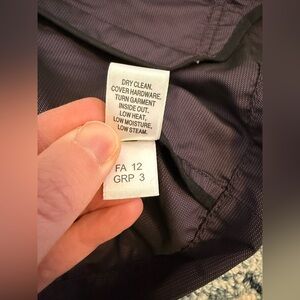 DRY CLEAN.
COVER HARDWARE.
TURN GARMENT
INSIDE OUT.
LOW HEAT,
LOW MOISTURE,
LOW STEAM.
FA 12
GRP 3